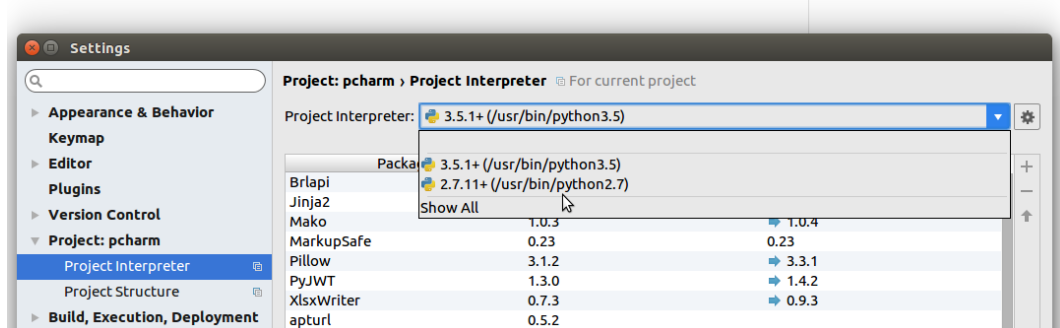 Settings
Project: pcharm › Project Interpreter For current project
Appearance & Behavior
Keymap
Editor
Plugins
Version Control
Project: pcharm
Project Interpreter
Project Structure
Build, Execution, Deployment
Project Interpreter: 3.5.1+ (/usr/bin/python3.5)
3.5.1+ (/usr/bin/python3.5)
2.7.11+ (/usr/bin/python2.7)
Show All
Brlapi
Jinja2
Mako 1.0.3 1.0.4
MarkupSafe 0.23 0.23
Pillow 3.1.2 3.3.1
PyJWT 1.3.0 1.4.2
XlsxWriter 0.7.3 0.9.3
apturl 0.5.2